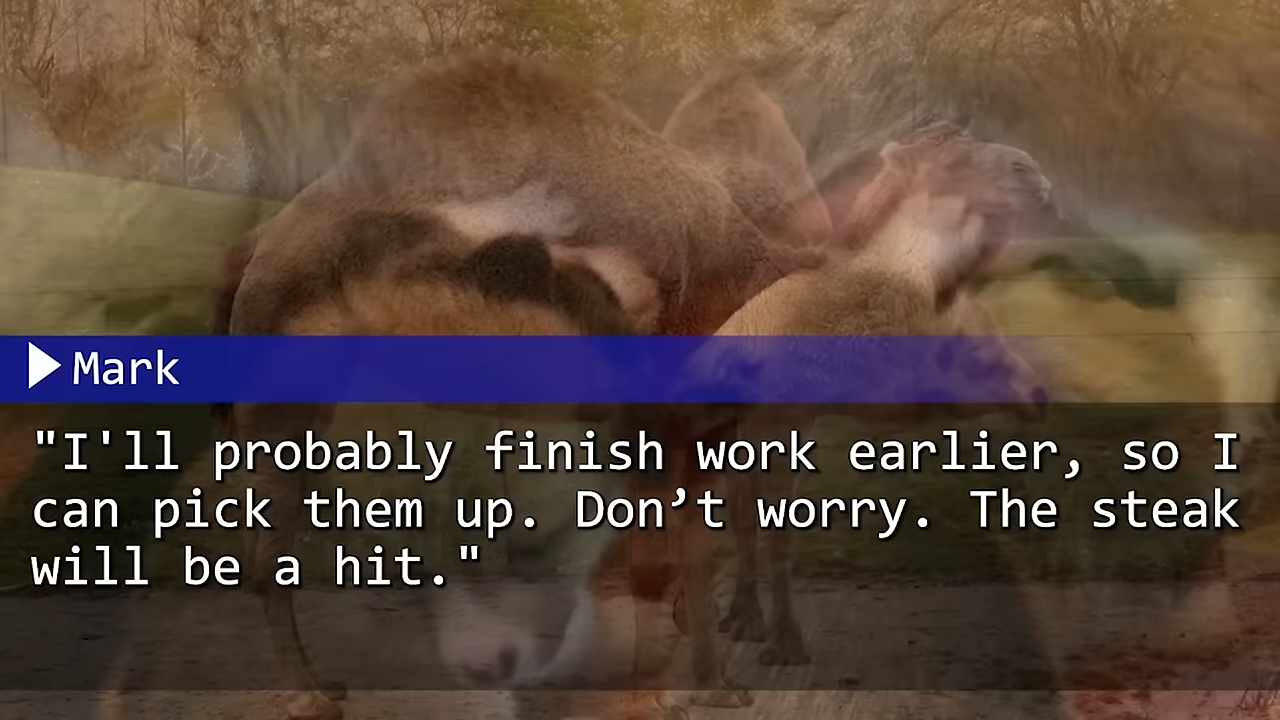 Mark
"I'll probably finish work earlier, so I
can pick them up. Don’t worry. The steak
will be a hit."